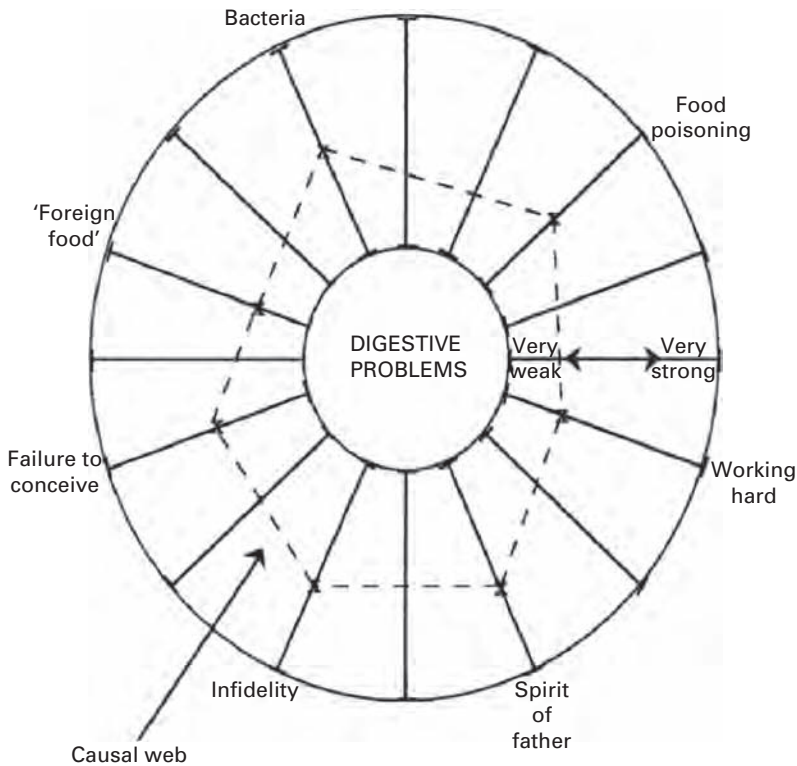 Bacteria
Food
poisoning
'Foreign
food'
DIGESTIVE
PROBLEMS
Very
weak
Very
strong
Failure to
conceive
Working
hard
Infidelity
Spirit
of
father
Causal web